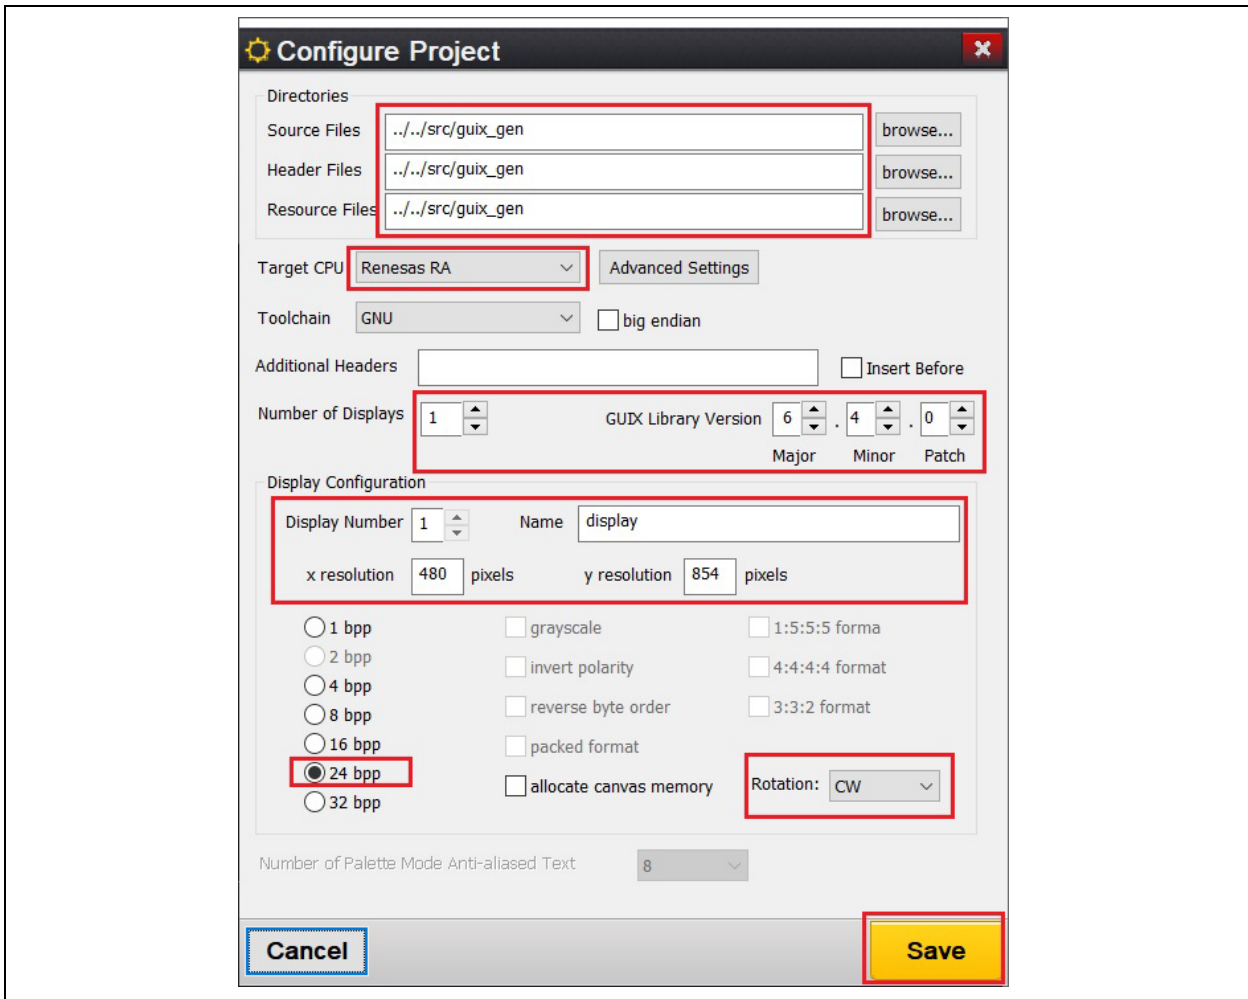 Configure Project
Directories
Source Files ../../src/guix_gen browse...
Header Files ../../src/guix_gen browse...
Resource Files ../../src/guix_gen browse...
Target CPU Renesas RA Advanced Settings
Toolchain GNU big endian
Additional Headers Insert Before
Number of Displays 1 GUIX Library Version 6 . 4 . 0
Major Minor Patch
Display Configuration
Display Number 1 Name display
x resolution 480 pixels y resolution 854 pixels
1 bpp grayscale 1:5:5:5 forma
2 bpp
invert polarity 4:4:4:4 format
4 bpp
8 bpp reverse byte order 3:3:2 format
16 bpp packed format
24 bpp allocate canvas memory Rotation: CW
32 bpp
Number of Palette Mode Anti-aliased Text 8
Cancel Save